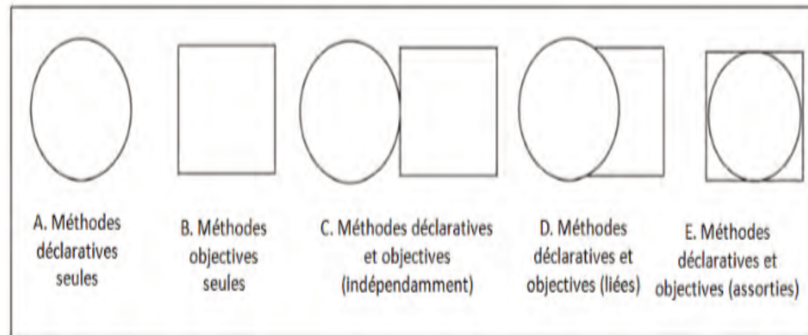 A. Méthodes
déclaratives
seules
B. Méthodes
objectives
seules
C. Méthodes déclaratives
et objectives
(indépendamment)
D. Méthodes
déclaratives et
objectives (liées)
E. Méthodes
déclaratives et
objectives (assorties)